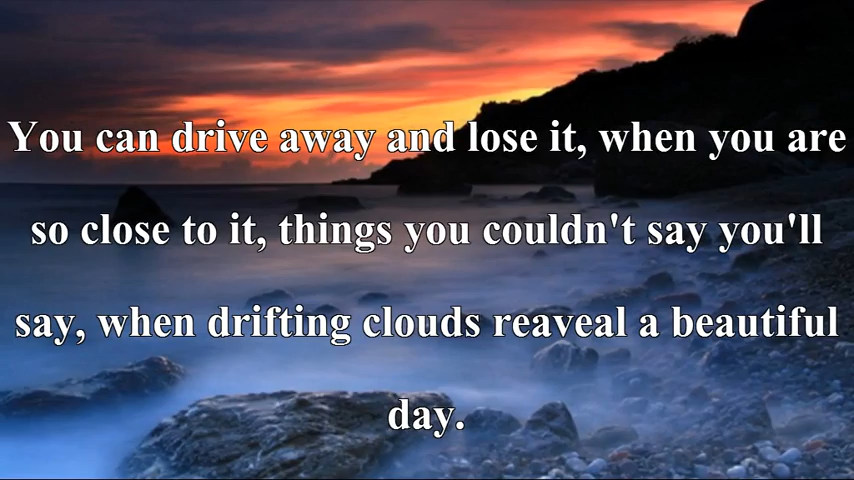 You can drive away and lose it, when you are
so close to it, things you couldn't say you'll
say, when drifting clouds reaveal a beautiful
day.